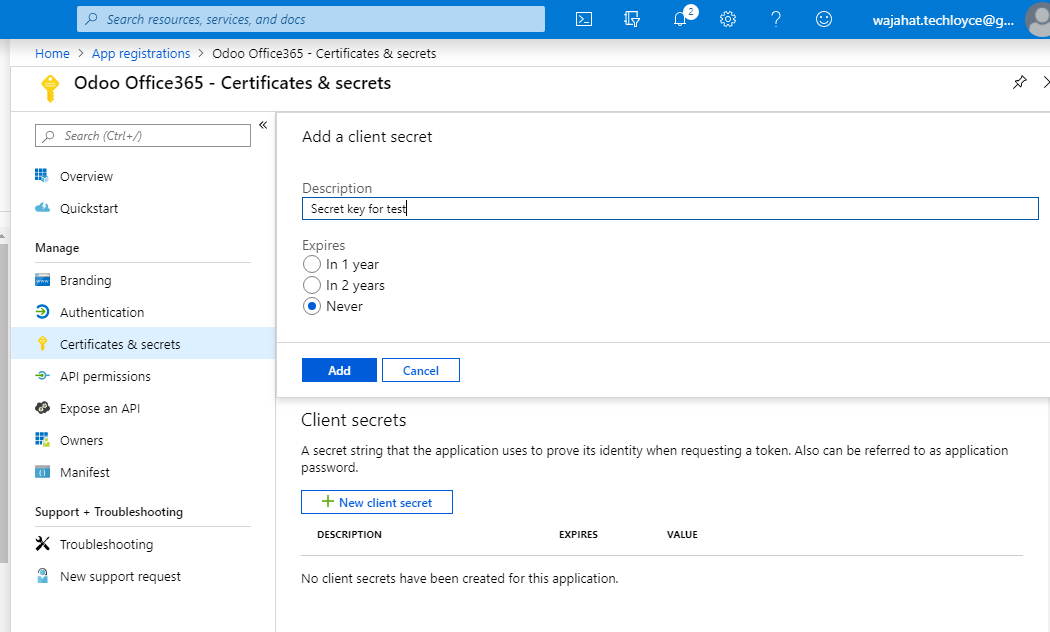 Search resources, services, and docs
2
?
wajahat.techloyce@g...
Home > App registrations > Odoo Office365 - Certificates & secrets
Odoo Office365 - Certificates & secrets
Search (Ctrl+/)
«
Overview
Quickstart
Manage
Branding
Authentication
Certificates & secrets
API permissions
Expose an API
Owners
Manifest
Support + Troubleshooting
Troubleshooting
New support request
Add a client secret
Description
Secret key for test
Expires
In 1 year
In 2 years
Never
Add
Cancel
Client secrets
A secret string that the application uses to prove its identity when requesting a token. Also can be referred to as application
password.
+ New client secret
DESCRIPTION EXPIRES VALUE
No client secrets have been created for this application.